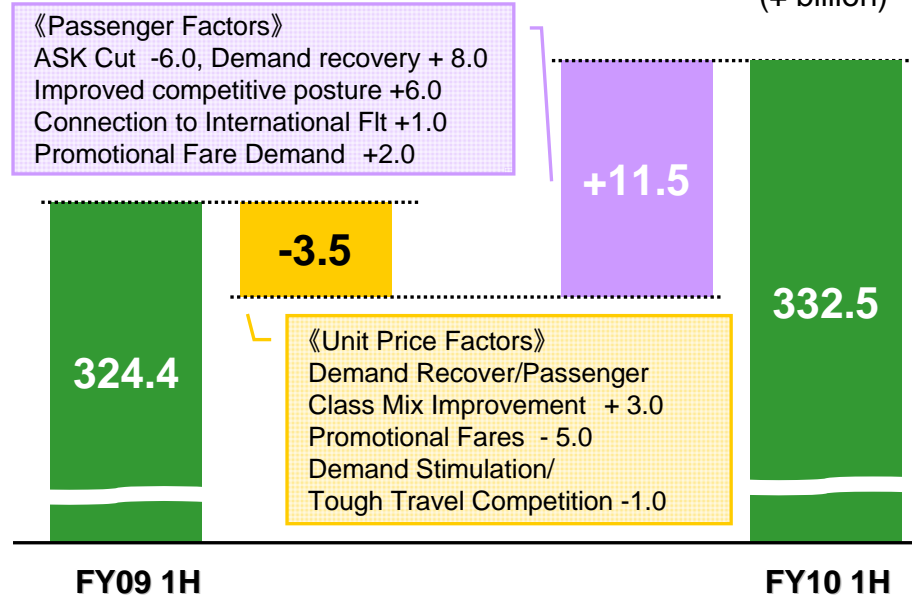 billion)
《Passenger Factors》
ASK Cut -6.0, Demand recovery + 8.0
Improved competitive posture +6.0
Connection to International Flt +1.0
Promotional Fare Demand +2.0
+11.5
-3.5
332.5
324.4
《Unit Price Factors》
Demand Recover/Passenger
Class Mix Improvement + 3.0
Promotional Fares - 5.0
Demand Stimulation/
Tough Travel Competition -1.0
FY09 1H
FY10 1H